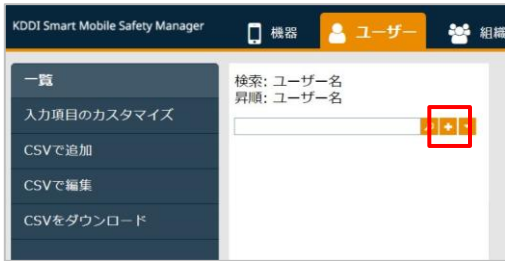 KDDI Smart Mobile Safety Manager
機器
ユーザー
組織
一覧
入力項目のカスタマイズ
CSVで追加
CSVで編集
CSVをダウンロード
検索: ユーザー名
昇順: ユーザー名